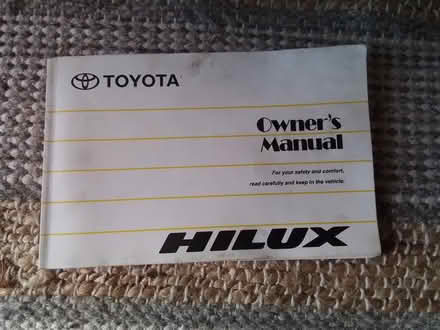 TOYOTA
Owner's
Manual
For your safety and comfort,
read carefully and keep in the vehicle.
HILUX